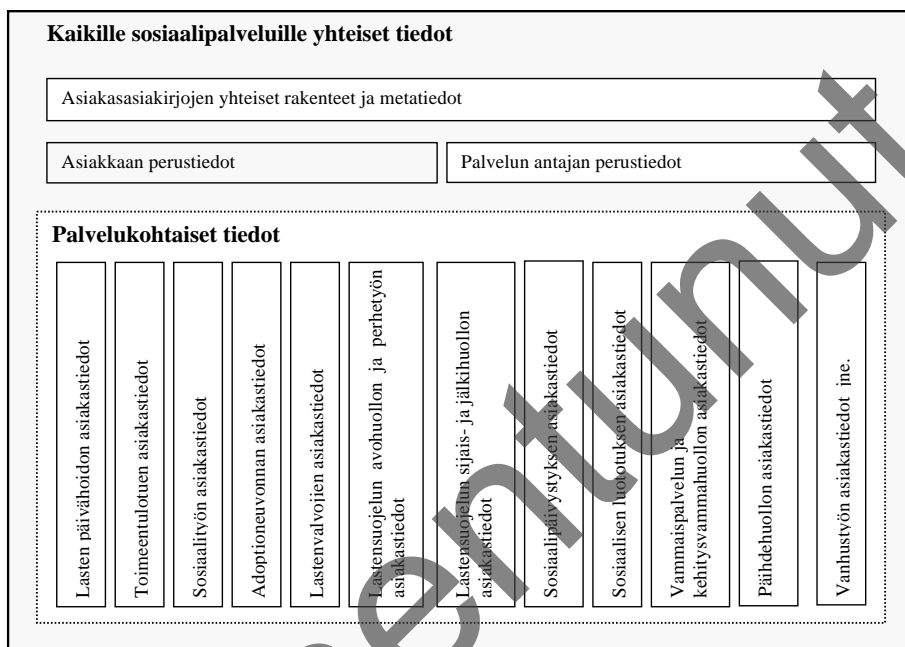 Kaikille sosiaalipalveluille yhteiset tiedot
Asiakasasiakirjojen yhteiset rakenteet ja metatiedot
Asiakkaan perustiedot
Palvelun antajan perustiedot
Palvelukohtaiset tiedot
Lasten päivähoidon asiakastiedot
Toimeentulotuen asiakastiedot
Sosiaalityön asiakastiedot
Adoptioneuvonnan asiakastiedot
Lastenvalvojien asiakastiedot
Lastensuojelun avohuollon ja perhetyön
asiakastiedot
Lastensuojelun sijais- ja jälkihuollon
asiakastiedot
Sosiaalipäivystyksen asiakastiedot
Sosiaalisen luototuksen asiakastiedot
Vammaispalvelun ja
kehitysvammahuollon asiakastiedot
Päihdehuollon asiakastiedot
Vanhustyön asiakastiedot jne.
entunut